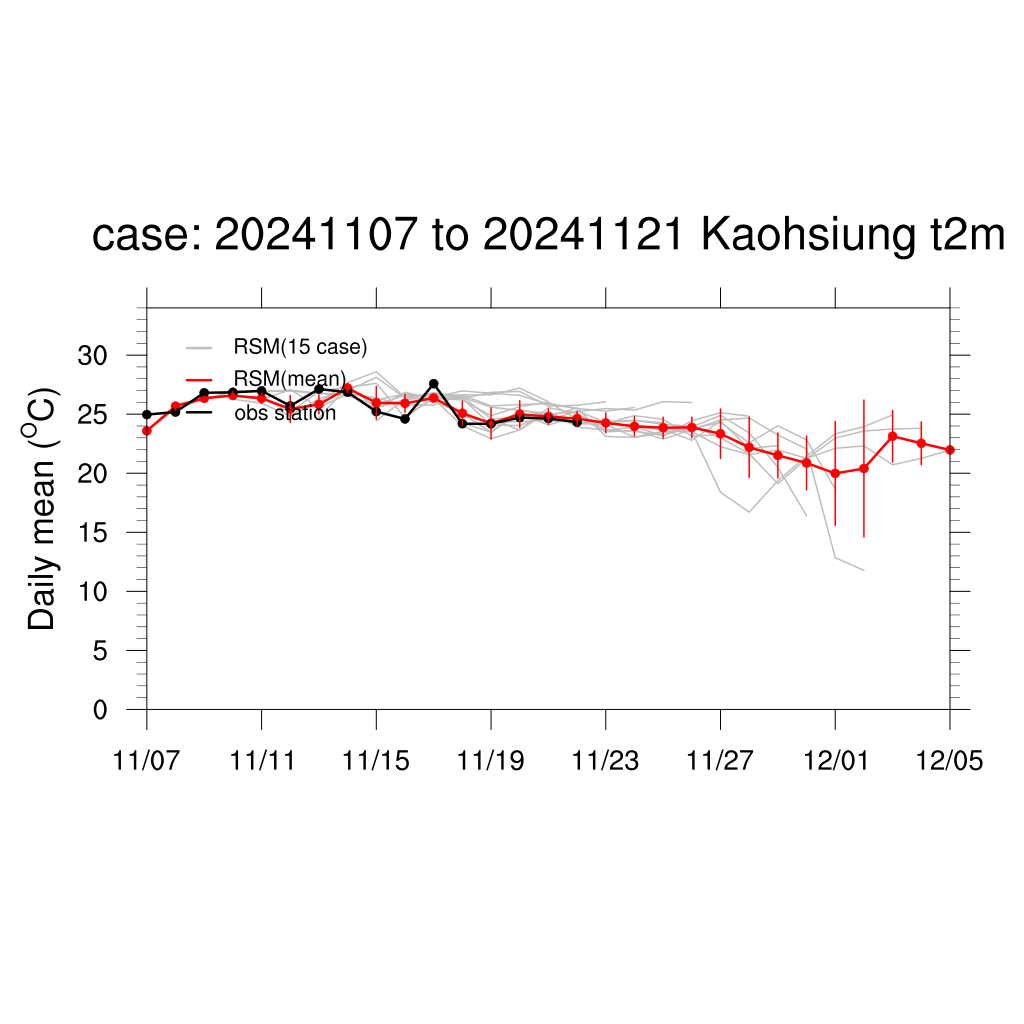 case: 20241107 to 20241121 Kaohsiung t2m
RSM(15 case)
RSM(mean)
obs station
Daily mean (°C)
30
25
20
15
10
5
0
11/07 11/11 11/15 11/19 11/23 11/27 12/01 12/05